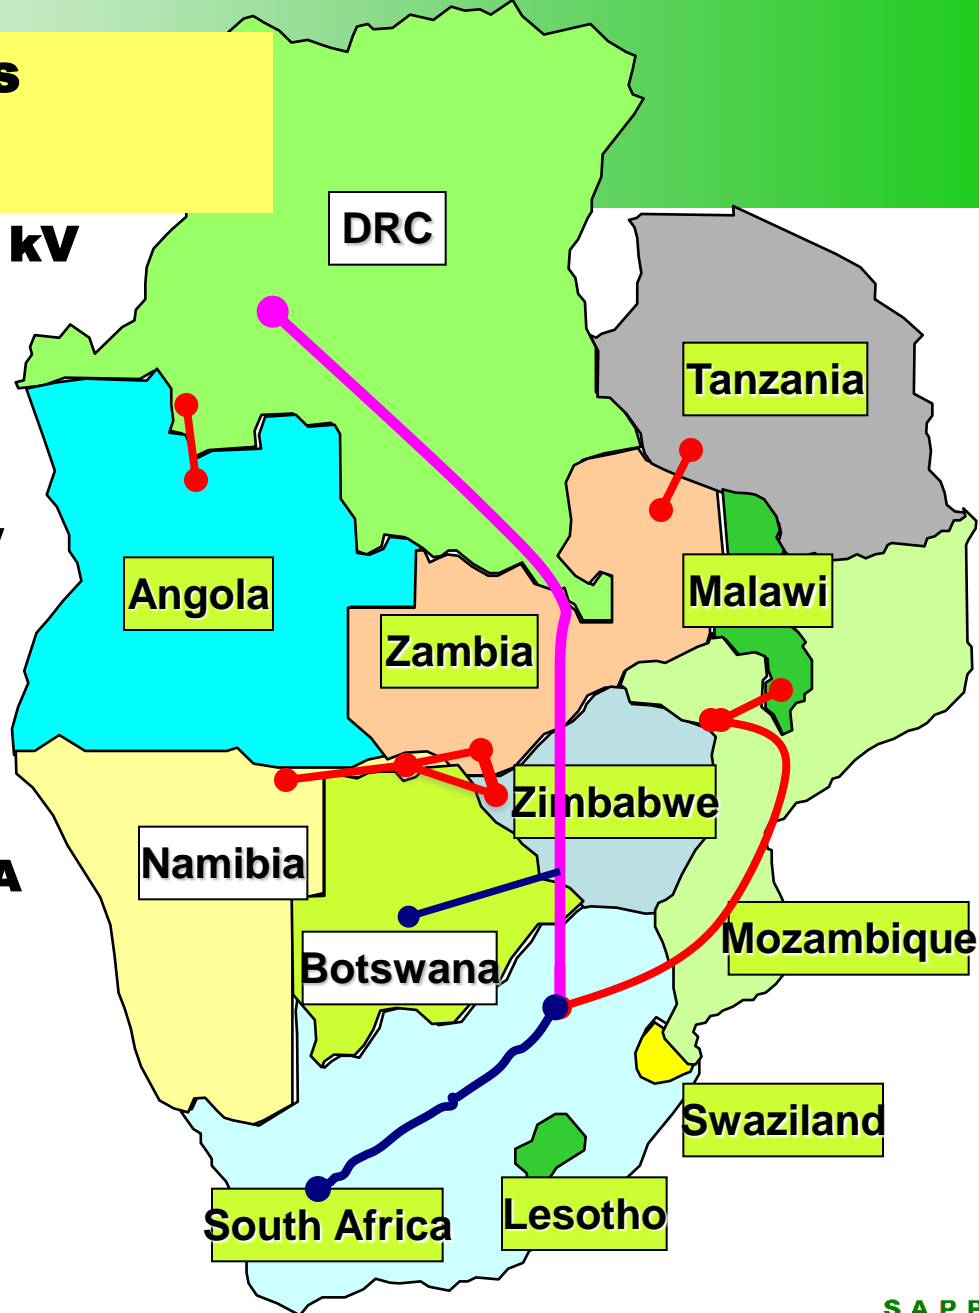 s
kV
DRC
Tanzania
Angola
Malawi
Zambia
Zimbabwe
Namibia
A
Mozambique
Botswana
Swaziland
South Africa
Lesotho
S A P P